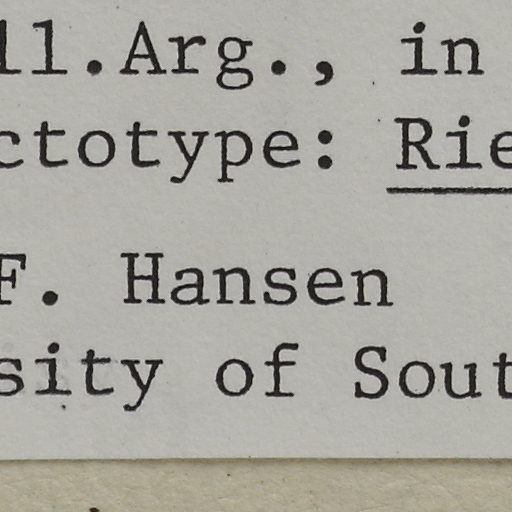 ll.Arg., in
ctotype: Rie
F. Hansen
sity of Sout